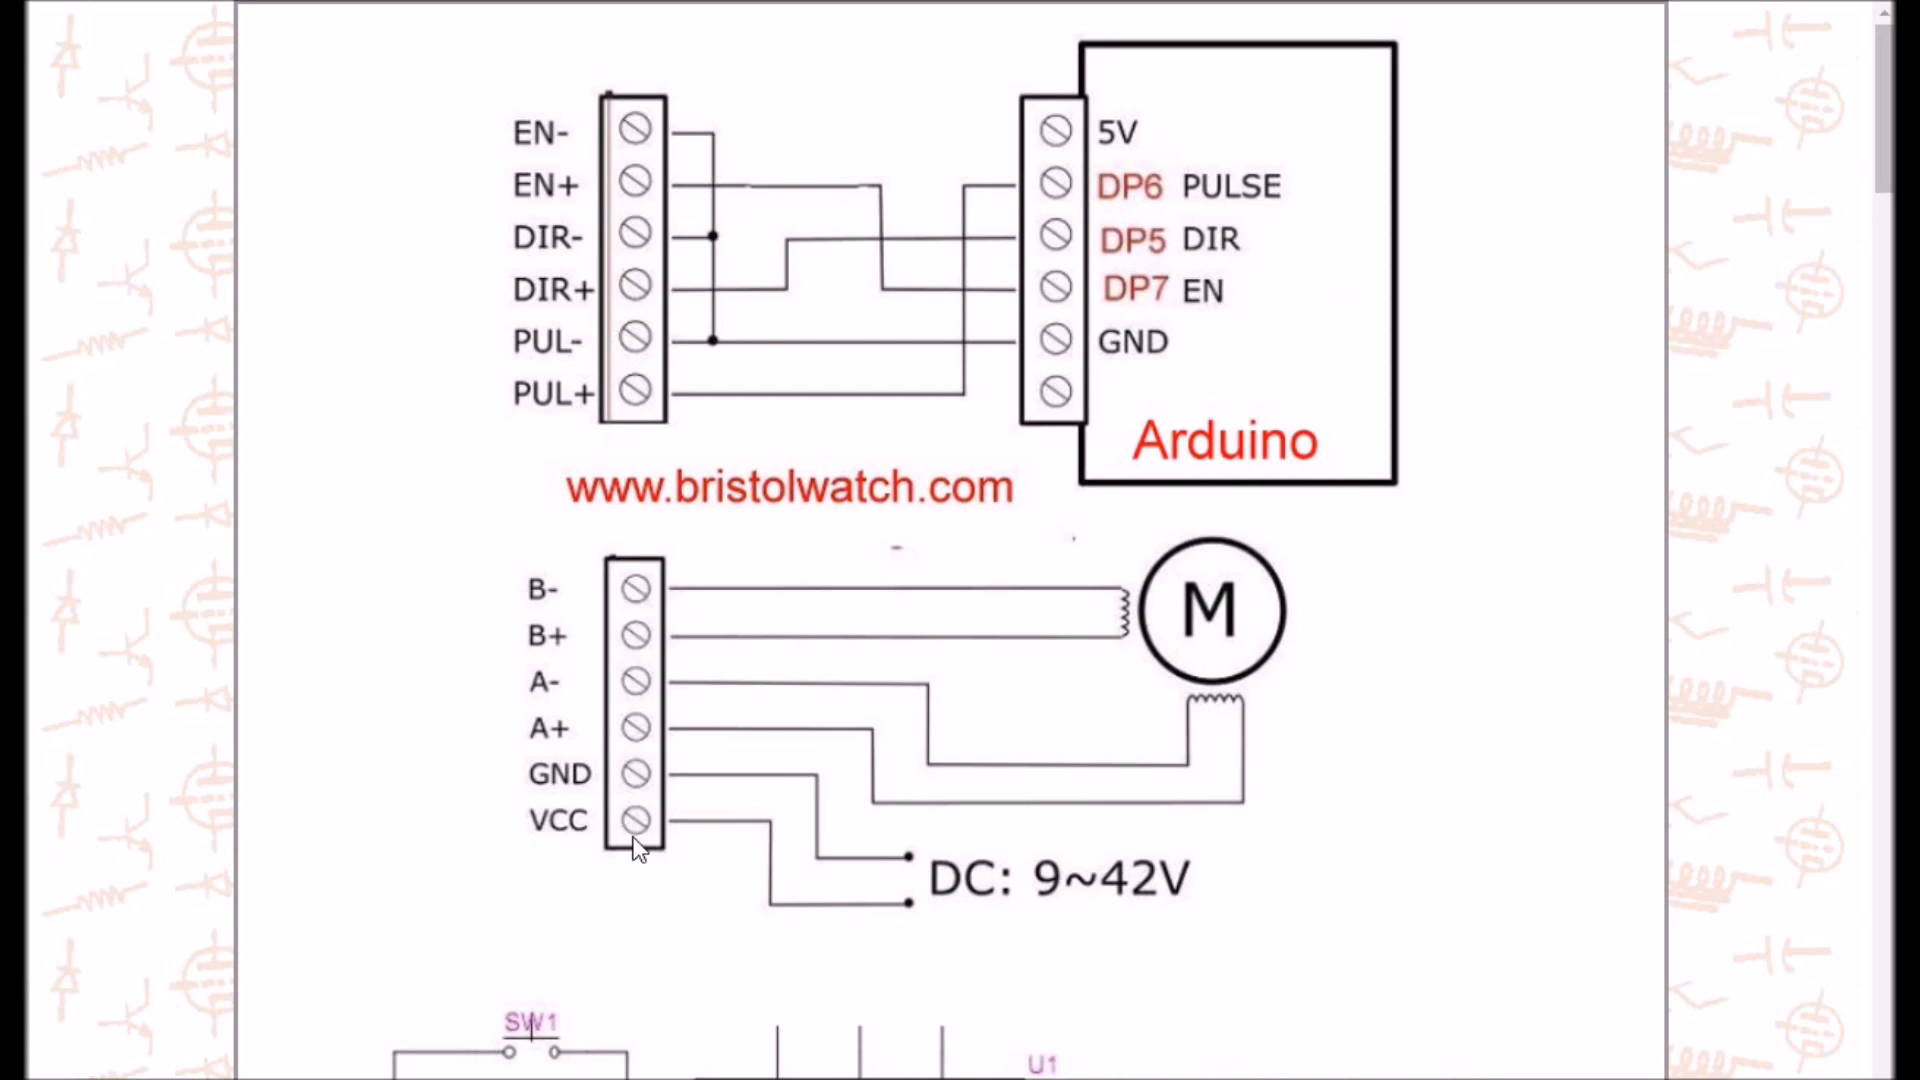 EN-
EN+
DIR-
DIR+
PUL-
PUL+
5V
DP6 PULSE
DP5 DIR
DP7 EN
GND
Arduino
www.bristolwatch.com
B-
B+
A-
A+
GND
VCC
M
DC: 9~42V
SW1
U1